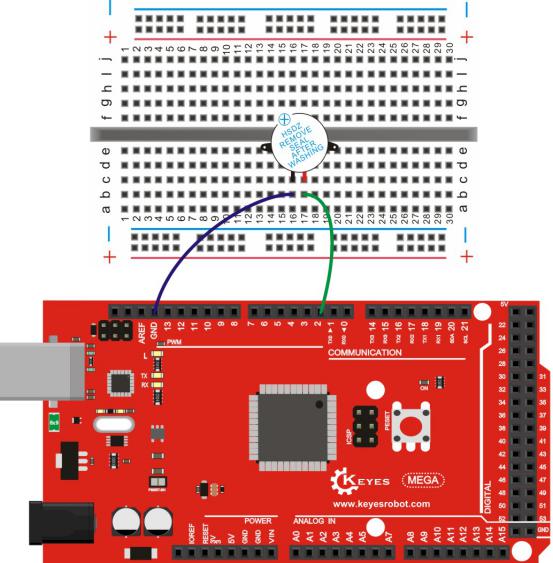 1 2 3 4 5 6 7 8 9 10 11 12 13 14 15 16 17 18 19 20 21 22 23 24 25 26 27 28 29 30
j
i
h
g
f
HSDZ
REMOVE
SEAL
AFTER
WASHING
e
d
c
b
a
1 2 3 4 5 6 7 8 9 10 11 12 13 14 15 16 17 18 19 20 21 22 23 24 25 26 27 28 29 30
AREF GND 13 12 11 10 9 8 7 6 5 4 3 2 TX0 1 RX0 0 TX3 14 RX3 15 TX2 16 RX2 17 TX1 18 RX1 19 SDA 20 SCL 21
PWM
COMMUNICATION
L
TX
RX
ON
ICSP
RESET
KEYES MEGA
www.keyesrobot.com
5V
22
24
26
28
30 31
32 33
34 35
36 37
38 39
40 41
42 43
44 45
46 47
48 49
50 51
52 53
GND
DIGITAL
POWER ANALOG IN
IOREF RESET 3V3 5V GND GND VIN A0 A1 A2 A3 A4 A5 A7 A8 A9 A10 A11 A12 A13 A14 A15